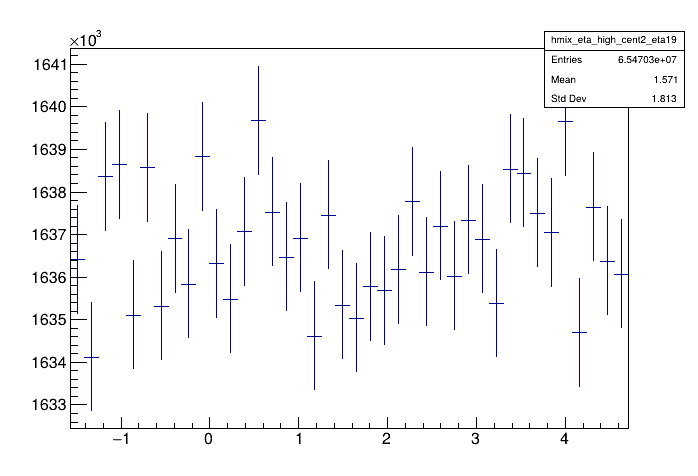 ×10³
hmix_eta_high_cent2_eta19
Entries 6.54703e+07
Mean 1.571
Std Dev 1.813
1641
1640
1639
1638
1637
1636
1635
1634
1633
−1 0 1 2 3 4